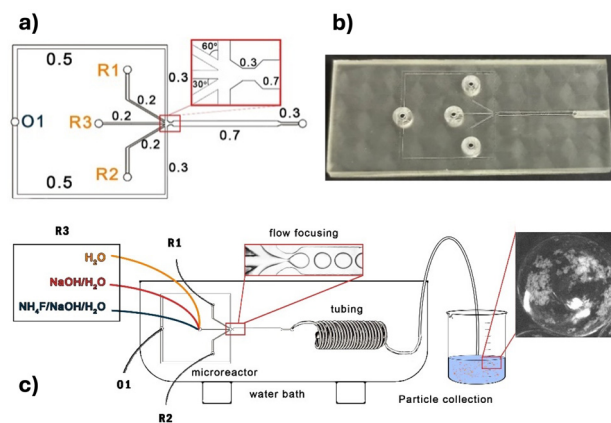 a)
0.5
R1
0.3
60°
30°
0.3
0.7
0.2
O1
R3
0.2
0.7
0.3
0.2
R2
0.3
0.5
b)
R3
H₂O
NaOH/H₂O
NH₄F/NaOH/H₂O
R1
flow focusing
tubing
microreactor
O1
R2
water bath
Particle collection
c)